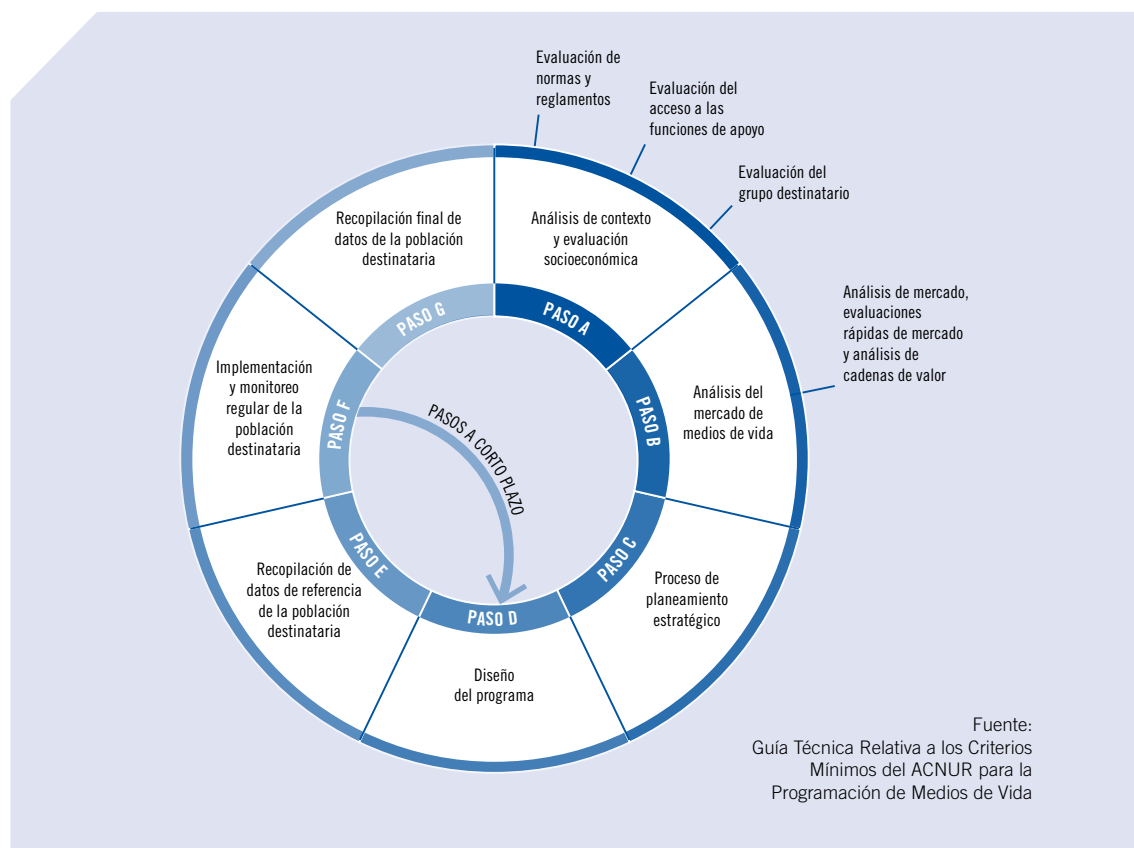 Evaluación de
normas y
reglamentos
Evaluación del
acceso a las
funciones de apoyo
Evaluación del
grupo destinatario
Análisis de mercado,
evaluaciones
rápidas de mercado
y análisis de
cadenas de valor
Análisis de contexto
y evaluación
socioeconómica
PASO A
Análisis del
mercado de
medios de vida
PASO B
Proceso de
planeamiento
estratégico
PASO C
Diseño
del programa
PASO D
Recopilación de
datos de referencia
de la población
destinataria
PASO E
Implementación
y monitoreo
regular de la
población
destinataria
PASO F
Recopilación final de
datos de la población
destinataria
PASO G
PASOS A CORTO PLAZO
Fuente:
Guía Técnica Relativa a los Criterios
Mínimos del ACNUR para la
Programación de Medios de Vida